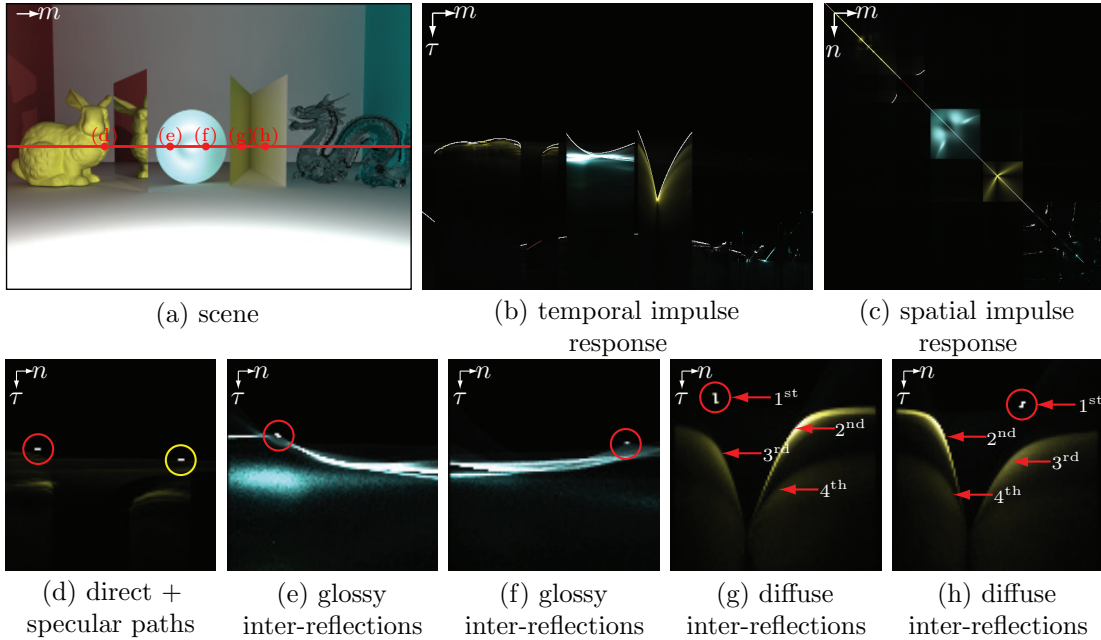 m
(d) (e) (f) (g) (h)
(a) scene
m
τ
(b) temporal impulse
response
m
n
(c) spatial impulse
response
n
τ
(d) direct +
specular paths
n
τ
(e) glossy
inter-reflections
n
τ
(f) glossy
inter-reflections
n
τ
1st
2nd
3rd
4th
(g) diffuse
inter-reflections
n
τ
1st
2nd
3rd
4th
(h) diffuse
inter-reflections